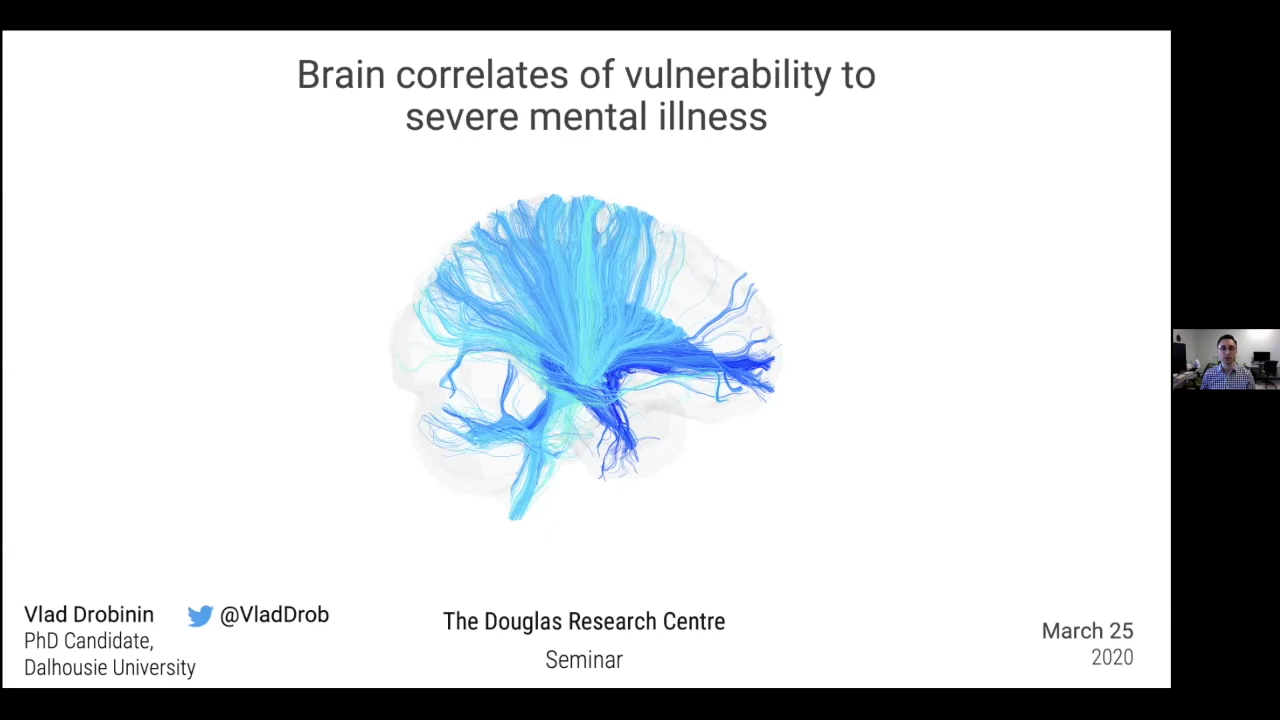 Brain correlates of vulnerability to
severe mental illness
Vlad Drobinin
@VladDrob
PhD Candidate,
Dalhousie University
The Douglas Research Centre
Seminar
March 25
2020